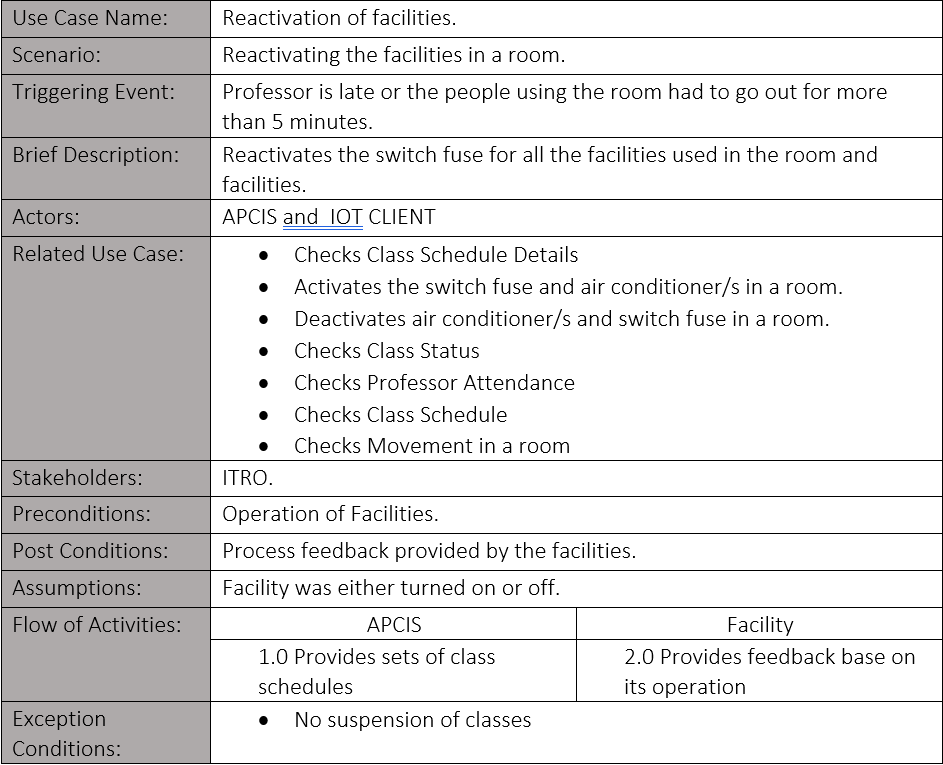 Use Case Name: Reactivation of facilities.
Scenario: Reactivating the facilities in a room.
Triggering Event: Professor is late or the people using the room had to go out for more
than 5 minutes.
Brief Description: Reactivates the switch fuse for all the facilities used in the room and
facilities.
Actors: APCIS and  IOT CLIENT
Related Use Case: • Checks Class Schedule Details
• Activates the switch fuse and air conditioner/s in a room.
• Deactivates air conditioner/s and switch fuse in a room.
• Checks Class Status
• Checks Professor Attendance
• Checks Class Schedule
• Checks Movement in a room
Stakeholders: ITRO.
Preconditions: Operation of Facilities.
Post Conditions: Process feedback provided by the facilities.
Assumptions: Facility was either turned on or off.
Flow of Activities: APCIS Facility
1.0 Provides sets of class
schedules
2.0 Provides feedback base on
its operation
Exception
Conditions:
• No suspension of classes